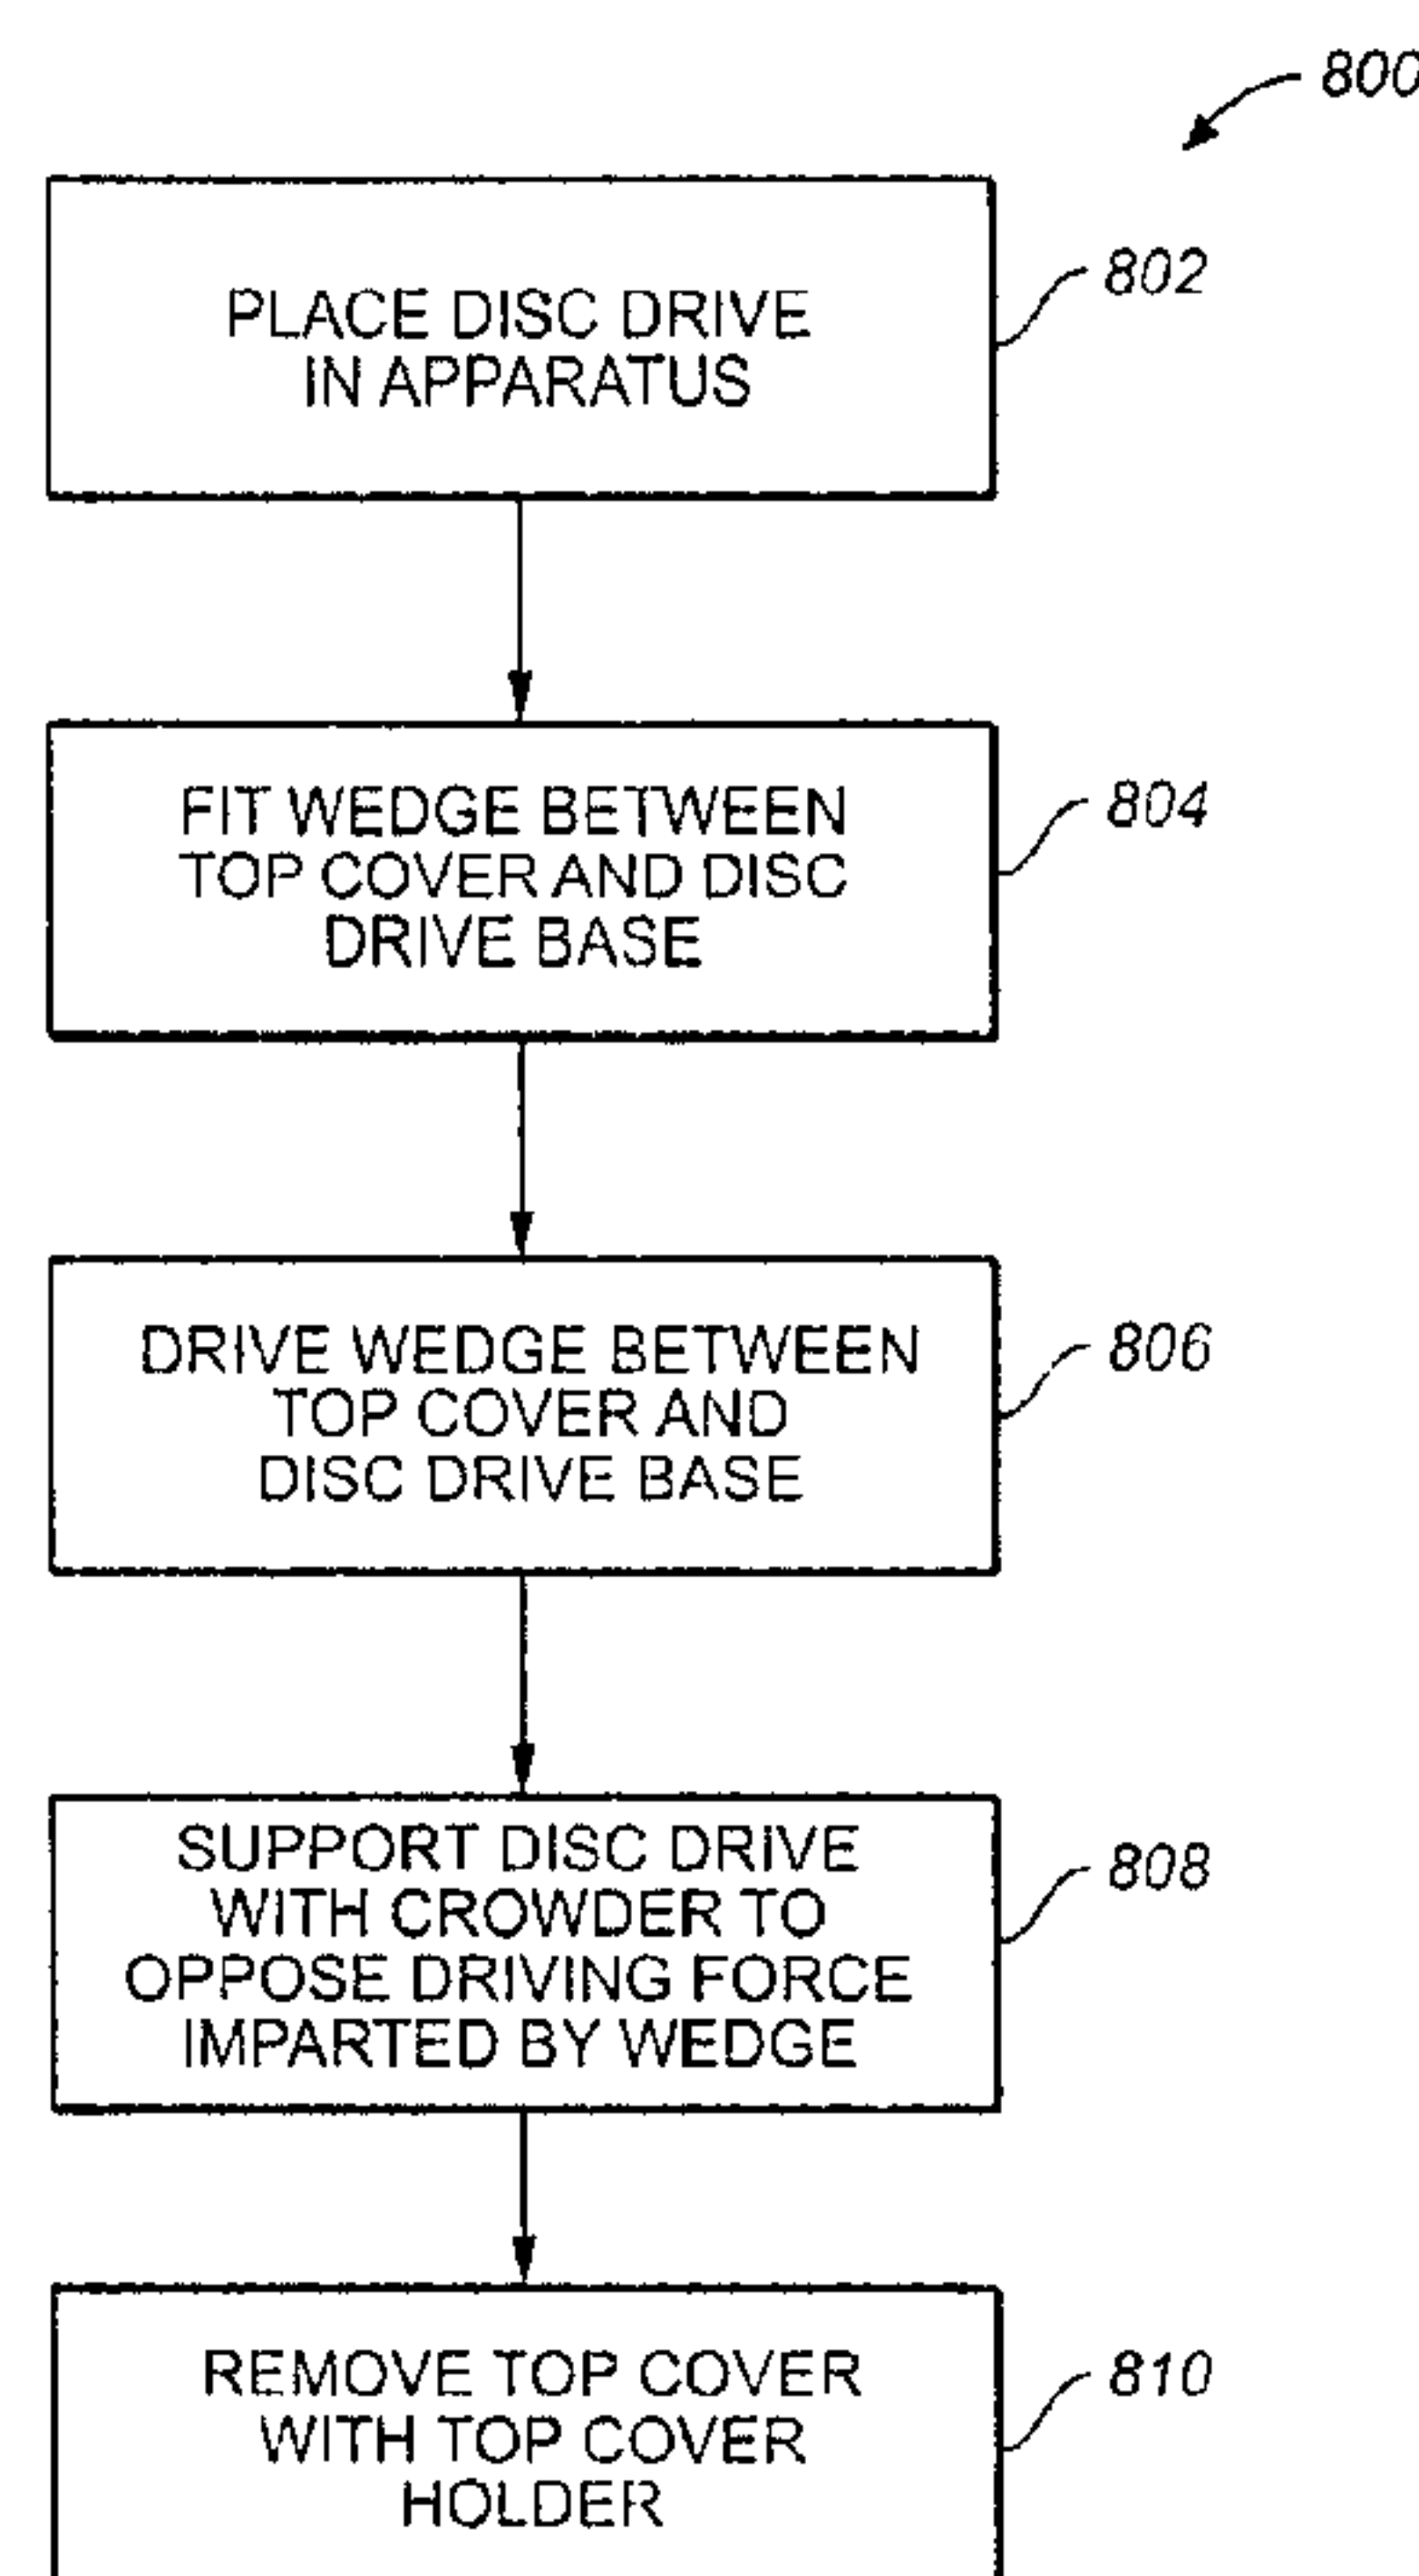 800
PLACE DISC DRIVE
IN APPARATUS
802
FIT WEDGE BETWEEN
TOP COVER AND DISC
DRIVE BASE
804
DRIVE WEDGE BETWEEN
TOP COVER AND
DISC DRIVE BASE
806
SUPPORT DISC DRIVE
WITH CROWDER TO
OPPOSE DRIVING FORCE
IMPARTED BY WEDGE
808
REMOVE TOP COVER
WITH TOP COVER
HOLDER
810